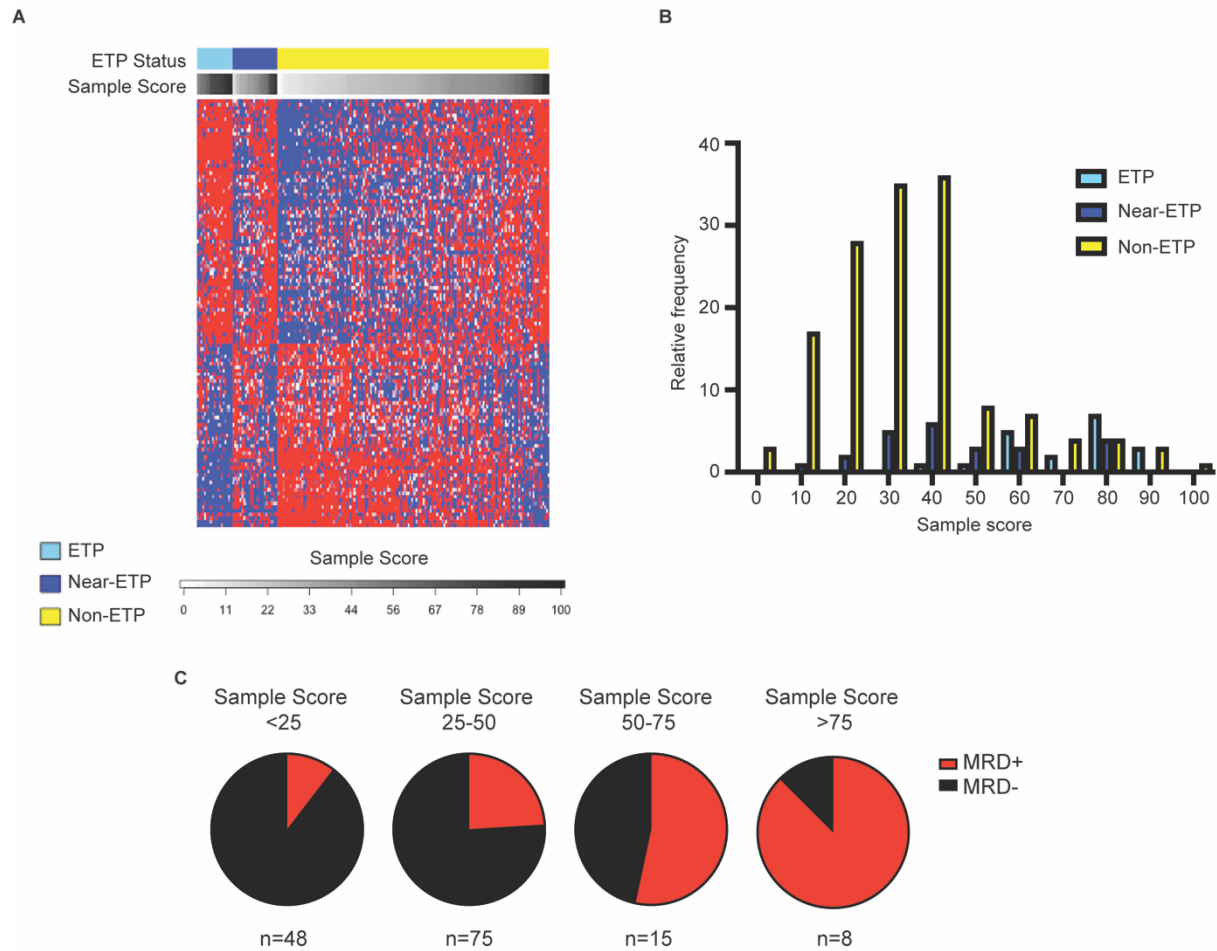 A
ETP Status
Sample Score
ETP
Near-ETP
Non-ETP
Sample Score
0 11 22 33 44 56 67 78 89 100
B
Relative frequency
40
30
20
10
0
0 10 20 30 40 50 60 70 80 90 100
Sample score
ETP
Near-ETP
Non-ETP
C
Sample Score
<25
Sample Score
25-50
Sample Score
50-75
Sample Score
>75
MRD+
MRD-
n=48
n=75
n=15
n=8